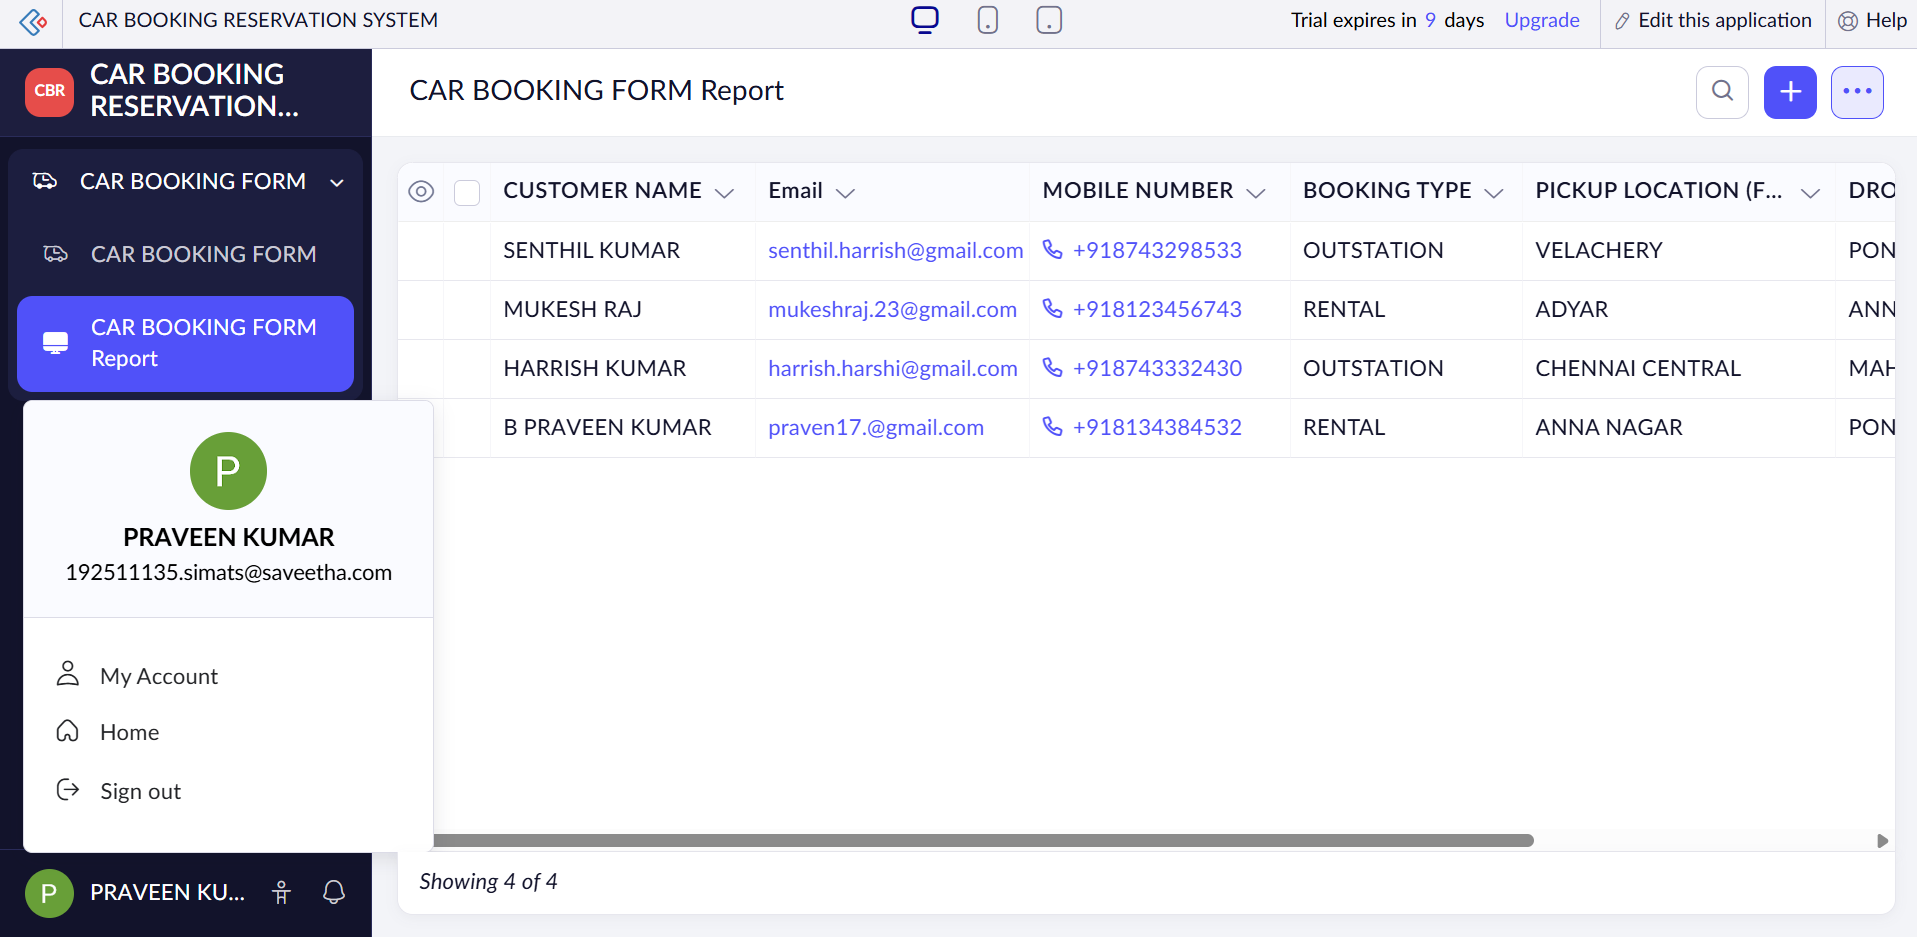 CAR BOOKING RESERVATION SYSTEM
Trial expires in 9 days Upgrade Edit this application Help
CBR CAR BOOKING
RESERVATION...
CAR BOOKING FORM
CAR BOOKING FORM
CAR BOOKING FORM
Report
P
PRAVEEN KUMAR
192511135.simats@saveetha.com
My Account
Home
Sign out
P PRAVEEN KU...
CAR BOOKING FORM Report
CUSTOMER NAME Email MOBILE NUMBER BOOKING TYPE PICKUP LOCATION (F... DRO
SENTHIL KUMAR senthil.harrish@gmail.com +918743298533 OUTSTATION VELACHERY PON
MUKESH RAJ mukeshraj.23@gmail.com +918123456743 RENTAL ADYAR ANN
HARRISH KUMAR harrish.harshi@gmail.com +918743332430 OUTSTATION CHENNAI CENTRAL MAH
B PRAVEEN KUMAR praven17.@gmail.com +918134384532 RENTAL ANNA NAGAR PON
Showing 4 of 4